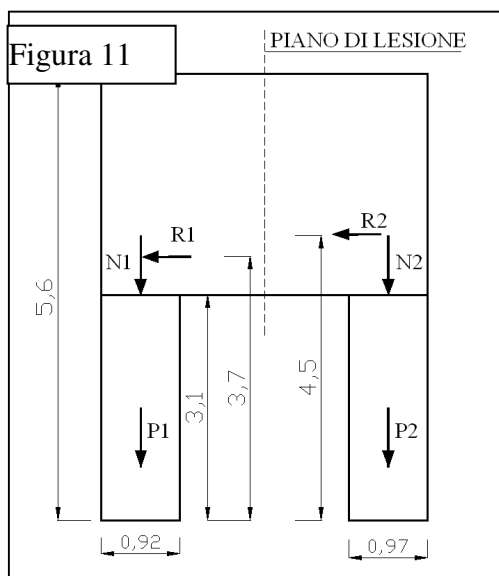 Figura 11
PIANO DI LESIONE
R1
R2
N1
N2
5,6
3,1
3,7
4,5
P1
P2
0,92
0,97